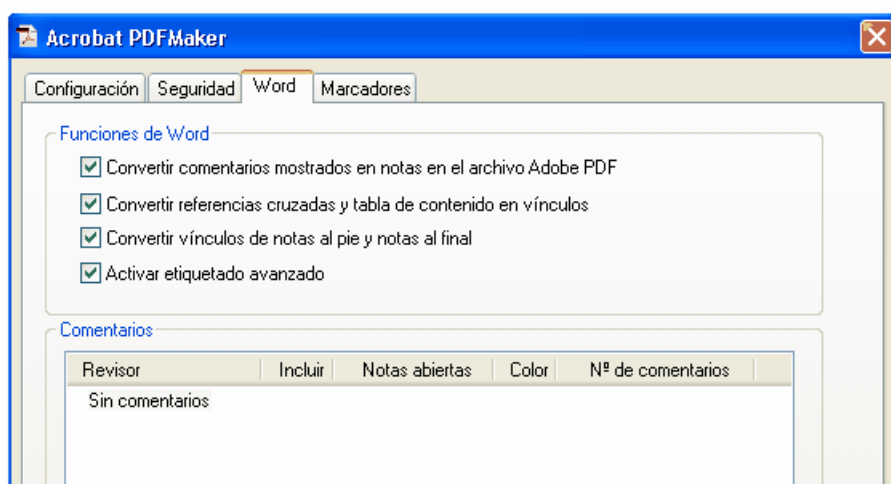 Acrobat PDFMaker
Configuración Seguridad Word Marcadores
Funciones de Word
Convertir comentarios mostrados en notas en el archivo Adobe PDF
Convertir referencias cruzadas y tabla de contenido en vínculos
Convertir vínculos de notas al pie y notas al final
Activar etiquetado avanzado
Comentarios
Revisor Incluir Notas abiertas Color Nº de comentarios
Sin comentarios